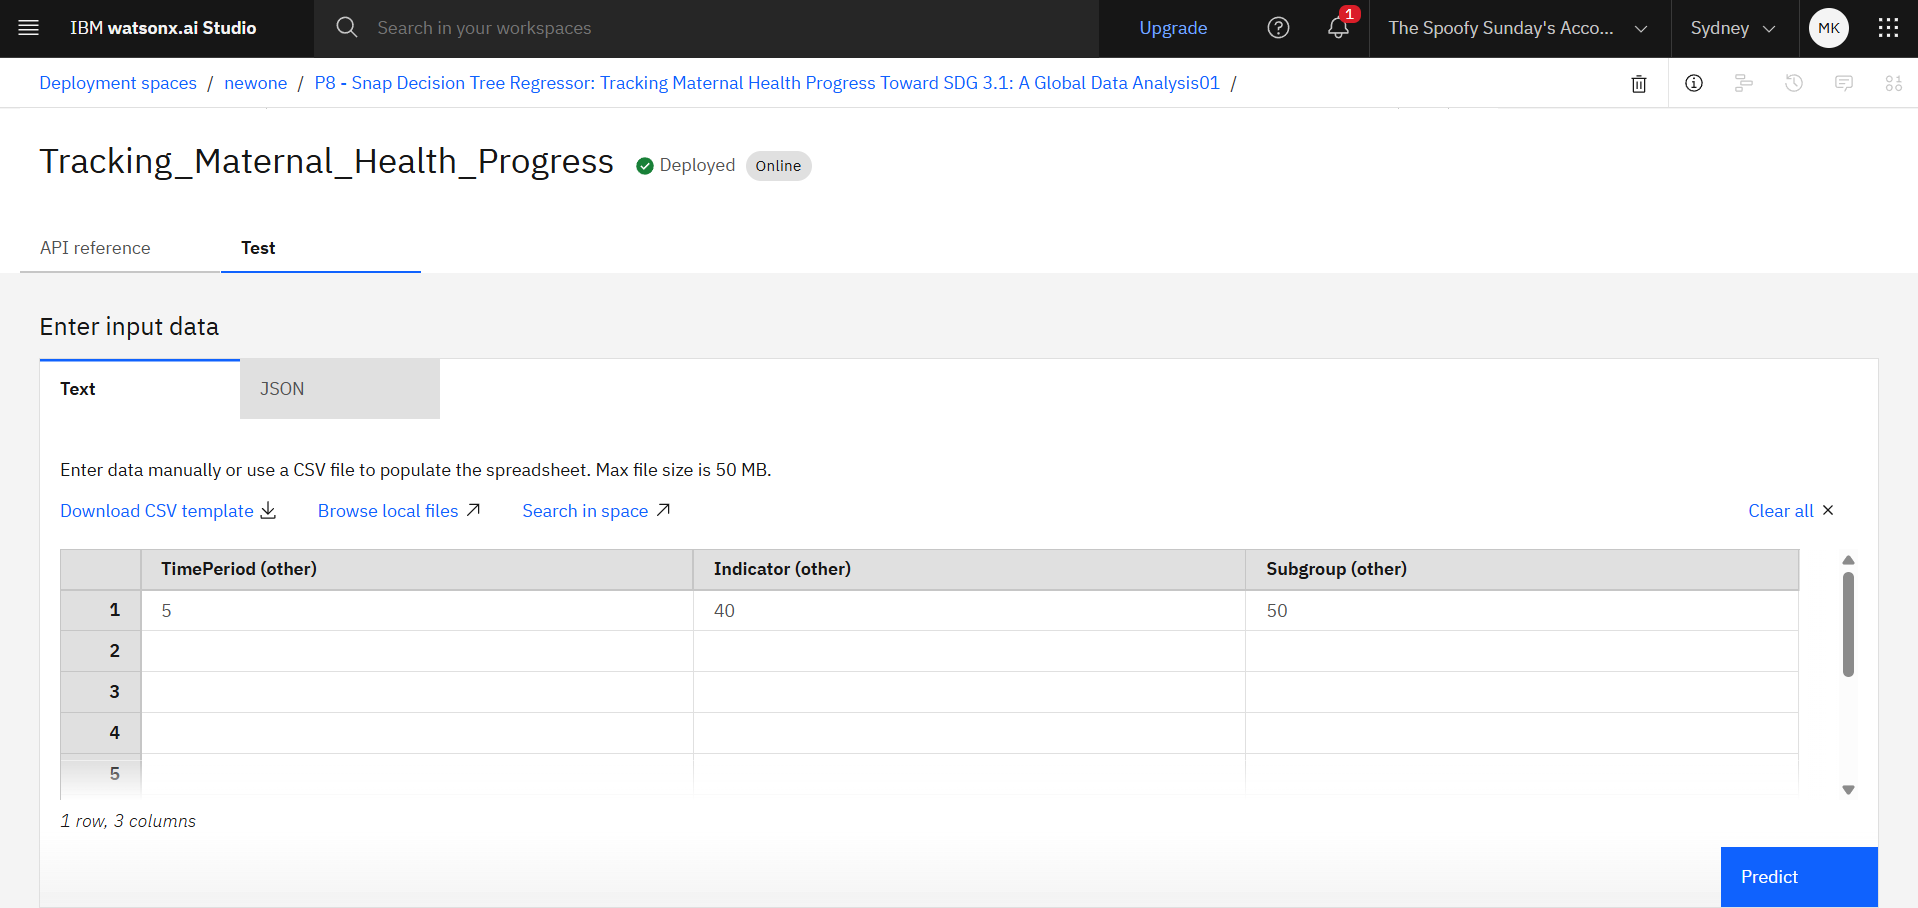 IBM watsonx.ai Studio
Search in your workspaces
Upgrade
1
The Spoofy Sunday's Acco...
Sydney
MK
Deployment spaces / newone / P8 - Snap Decision Tree Regressor: Tracking Maternal Health Progress Toward SDG 3.1: A Global Data Analysis01 /
Tracking_Maternal_Health_Progress
Deployed
Online
API reference
Test
Enter input data
Text
JSON
Enter data manually or use a CSV file to populate the spreadsheet. Max file size is 50 MB.
Download CSV template
Browse local files
Search in space
Clear all
TimePeriod (other) Indicator (other) Subgroup (other)
1 5 40 50
2
3
4
5
1 row, 3 columns
Predict